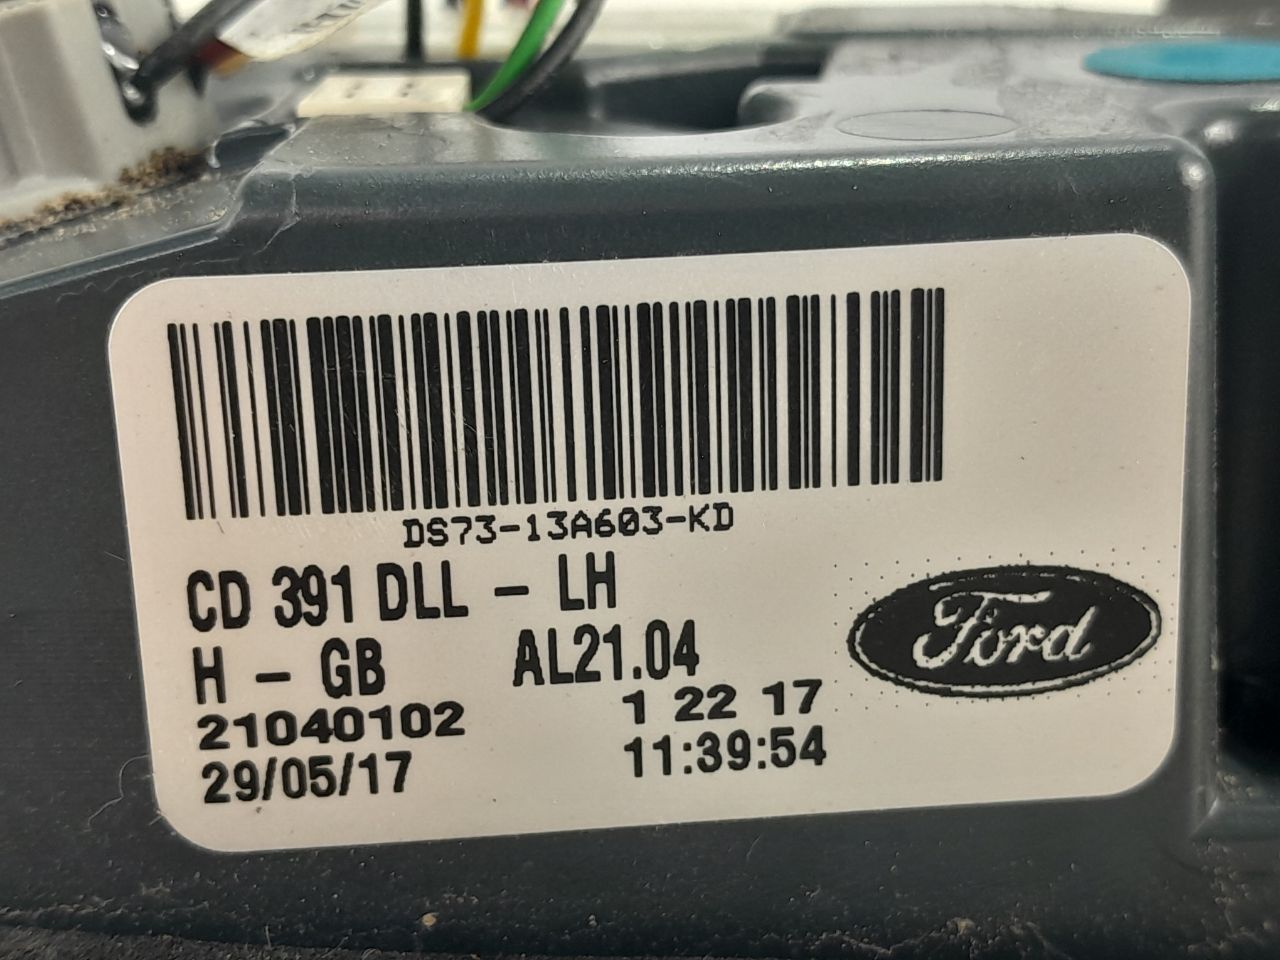 DS73-13A603-KD
CD 391 DLL - LH
H - GB AL21.04
21040102 1 22 17
29/05/17 11:39:54
Ford